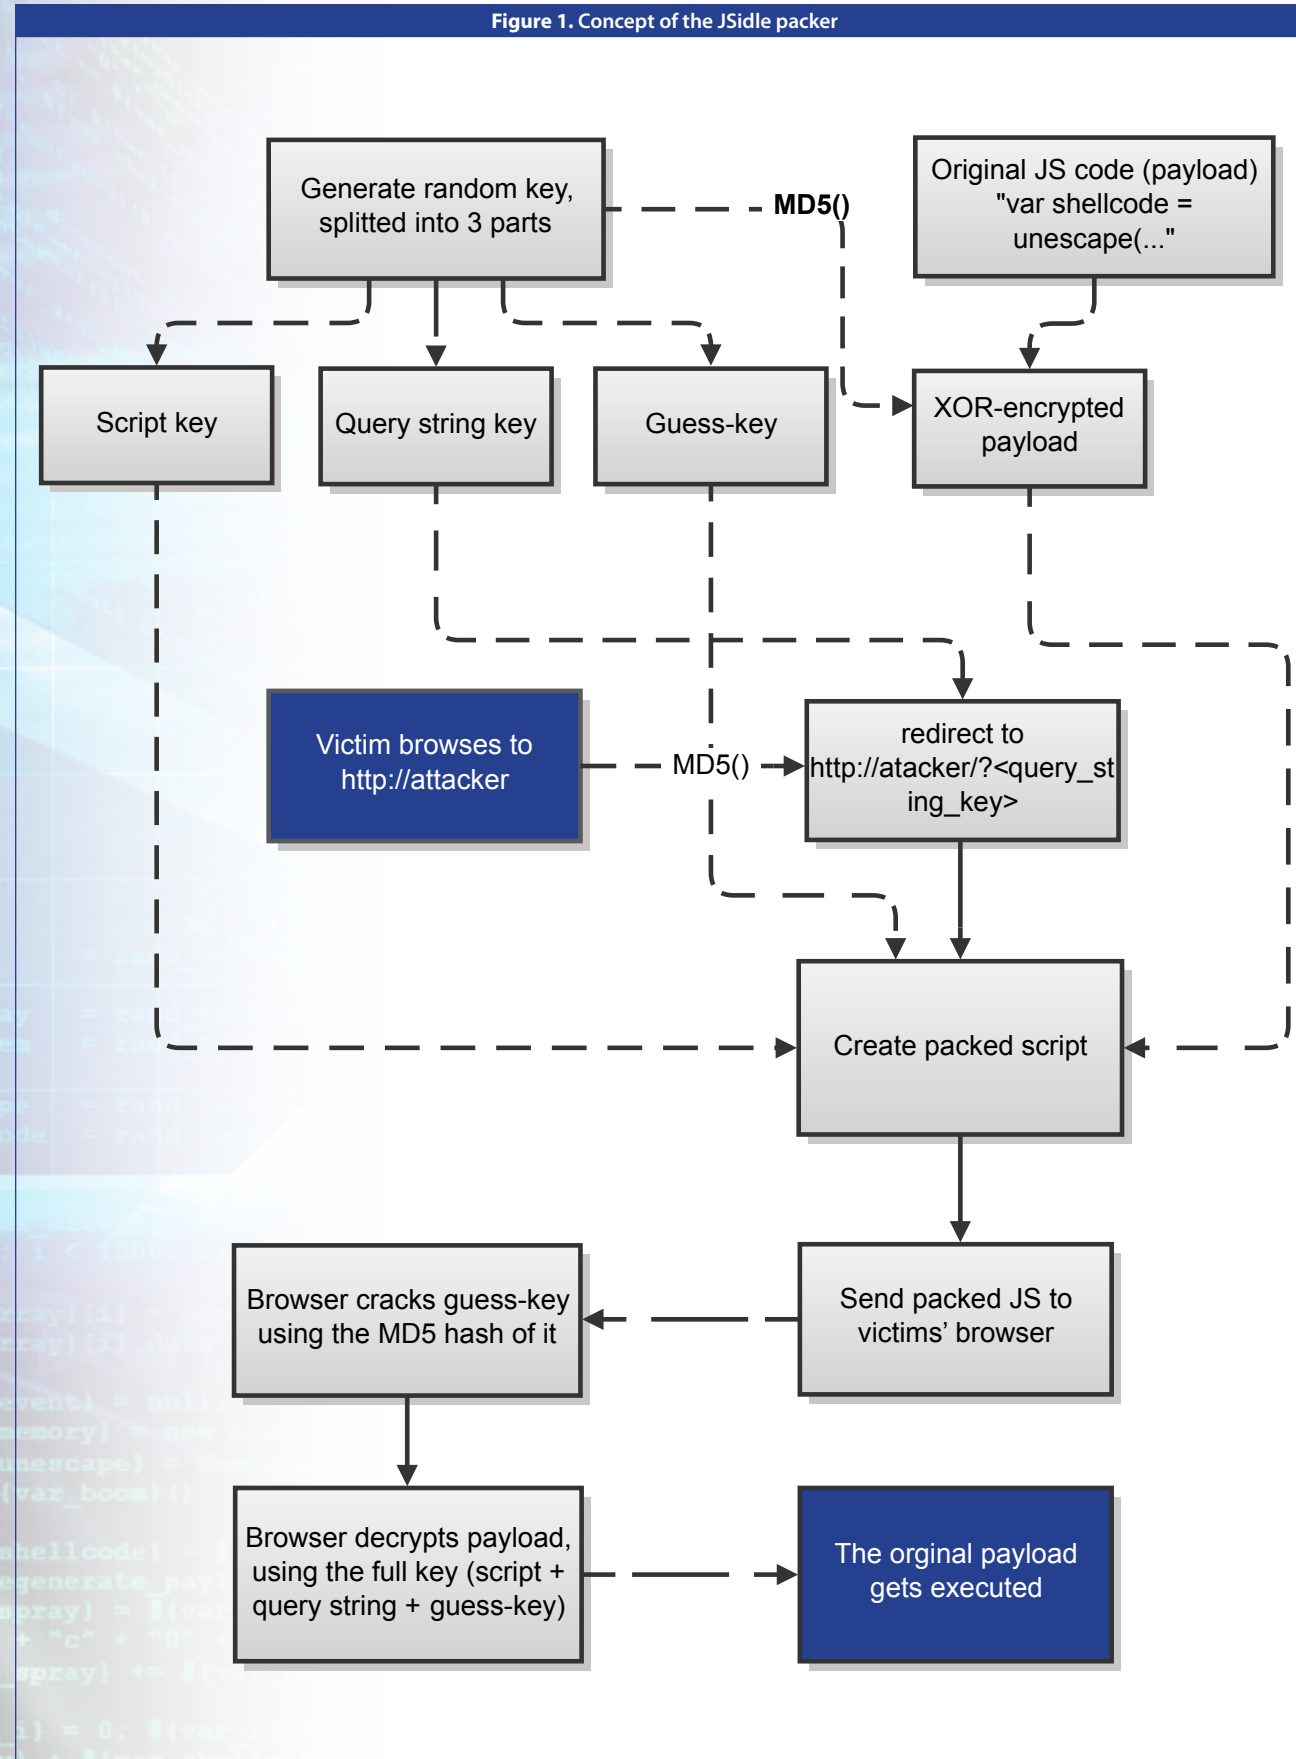 Figure 1. Concept of the JSidle packer
Generate random key,
splitted into 3 parts
MD5()
Original JS code (payload)
"var shellcode =
unescape(..."
Script key
Query string key
Guess-key
XOR-encrypted
payload
Victim browses to
http://attacker
MD5()
redirect to
http://atacker/?<query_st
ing_key>
Create packed script
Send packed JS to
victims’ browser
Browser cracks guess-key
using the MD5 hash of it
Browser decrypts payload,
using the full key (script +
query string + guess-key)
The orginal payload
gets executed